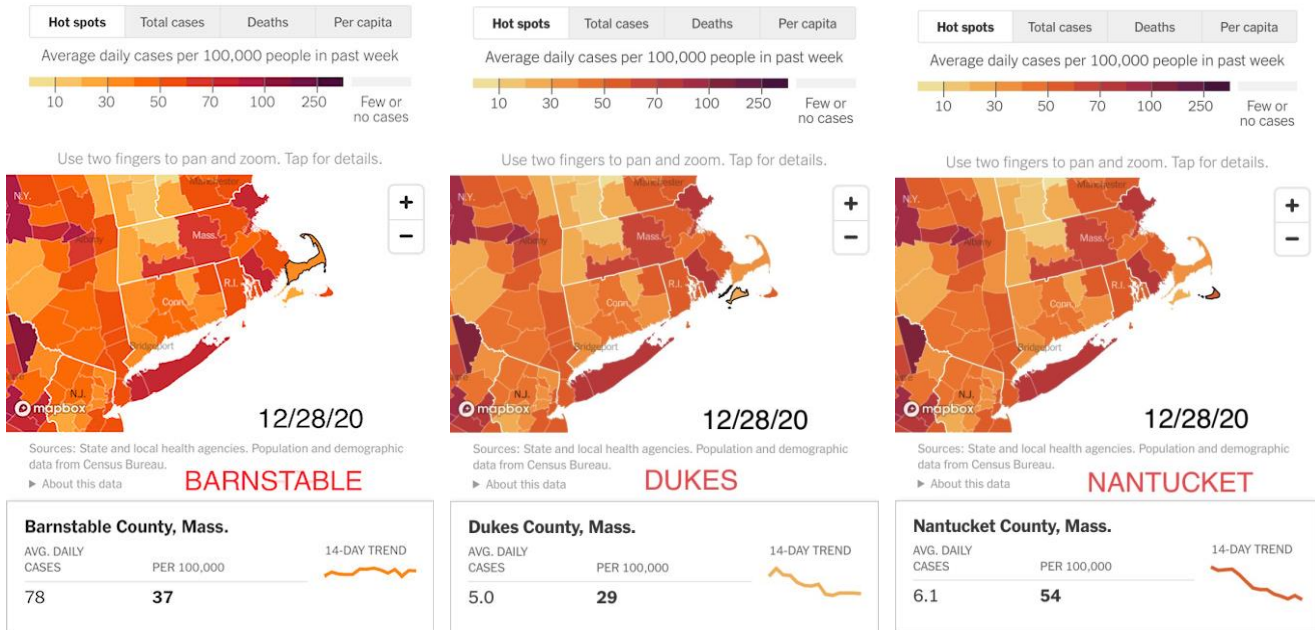 Hot spots
Total cases
Deaths
Per capita
Average daily cases per 100,000 people in past week
10
30
50
70
100
250
Few or
no cases
Use two fingers to pan and zoom. Tap for details.
N.Y.
Manchester
Albany
Mass.
R.I.
Conn.
Bridgeport
N.J.
+
−
mapbox
12/28/20
Sources: State and local health agencies. Population and demographic
data from Census Bureau.
► About this data
BARNSTABLE
Barnstable County, Mass.
AVG. DAILY
CASES
PER 100,000
14-DAY TREND
78
37
Hot spots
Total cases
Deaths
Per capita
Average daily cases per 100,000 people in past week
10
30
50
70
100
250
Few or
no cases
Use two fingers to pan and zoom. Tap for details.
N.Y.
Manchester
Albany
Mass.
R.I.
Conn.
Bridgeport
N.J.
+
−
mapbox
12/28/20
Sources: State and local health agencies. Population and demographic
data from Census Bureau.
► About this data
DUKES
Dukes County, Mass.
AVG. DAILY
CASES
PER 100,000
14-DAY TREND
5.0
29
Hot spots
Total cases
Deaths
Per capita
Average daily cases per 100,000 people in past week
10
30
50
70
100
250
Few or
no cases
Use two fingers to pan and zoom. Tap for details.
N.Y.
Manchester
Albany
Mass.
R.I.
Conn.
Bridgeport
N.J.
+
−
mapbox
12/28/20
Sources: State and local health agencies. Population and demographic
data from Census Bureau.
► About this data
NANTUCKET
Nantucket County, Mass.
AVG. DAILY
CASES
PER 100,000
14-DAY TREND
6.1
54